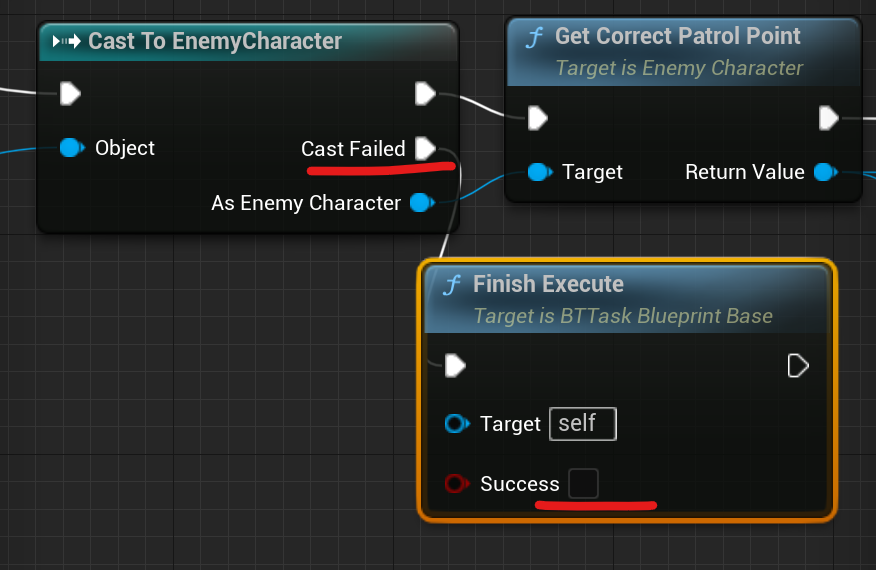 Cast To EnemyCharacter
Object
Cast Failed
As Enemy Character
f Get Correct Patrol Point
Target is Enemy Character
Target
Return Value
f Finish Execute
Target is BTTask Blueprint Base
Target self
Success